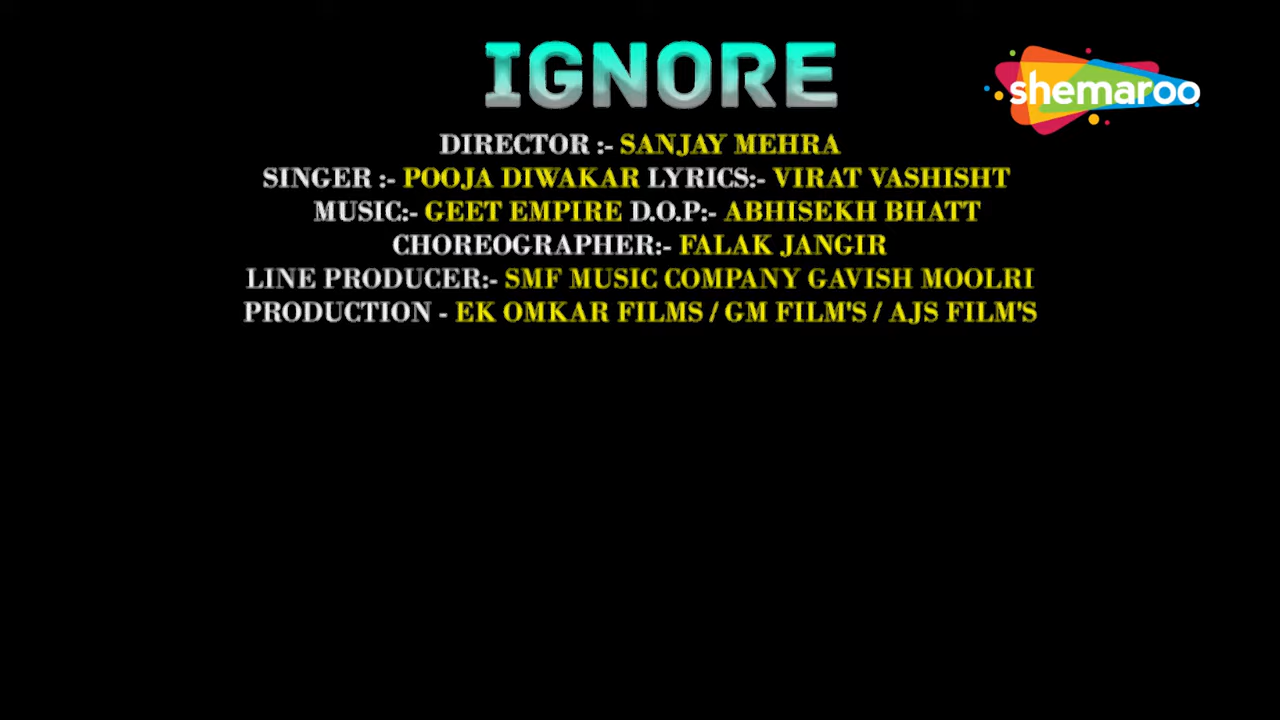 IGNORE
shemaroo
DIRECTOR :- SANJAY MEHRA
SINGER :- POOJA DIWAKAR LYRICS:- VIRAT VASHISHT
MUSIC:- GEET EMPIRE D.O.P:- ABHISEKH BHATT
CHOREOGRAPHER:- FALAK JANGIR
LINE PRODUCER:- SMF MUSIC COMPANY GAVISH MOOLRI
PRODUCTION - EK OMKAR FILMS / GM FILM'S / AJS FILM'S